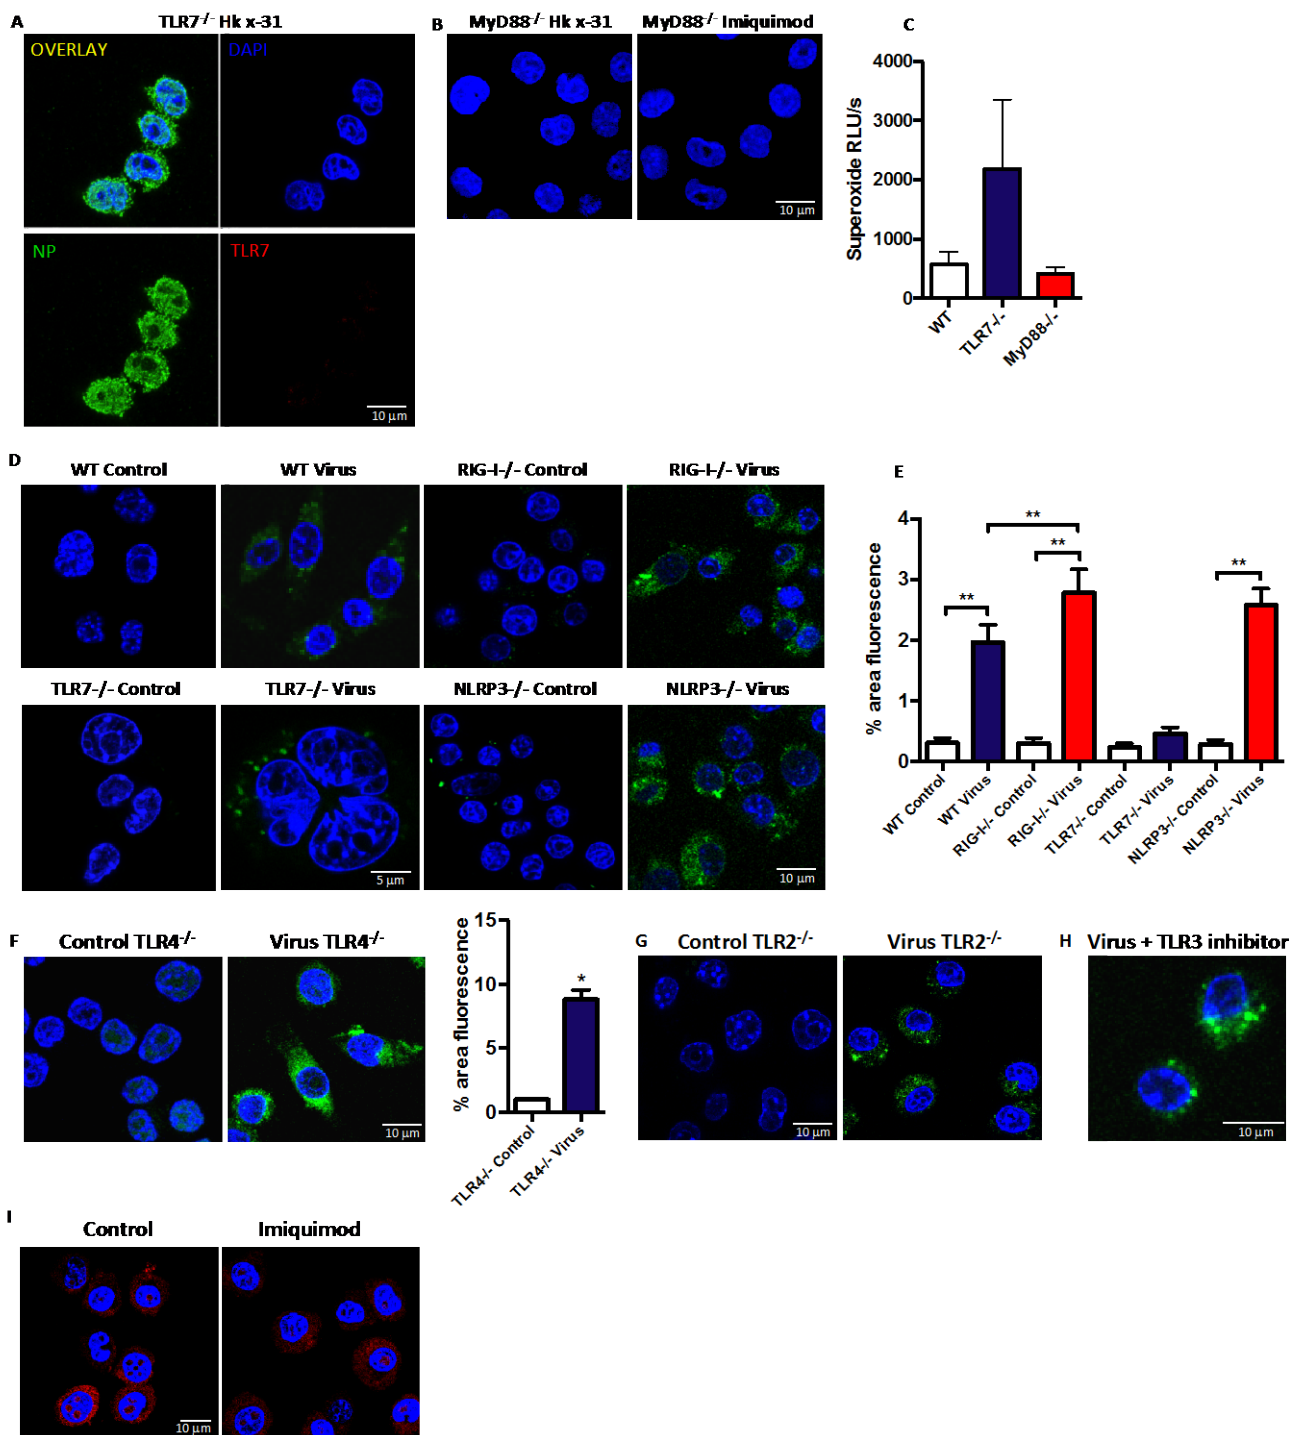 A
TLR7-/- Hk x-31
OVERLAY
DAPI
NP
TLR7
10 µm
B
MyD88-/- Hk x-31
MyD88-/- Imiquimod
10 µm
C
Superoxide RLU/s
4000
3000
2000
1000
0
WT
TLR7-/-
MyD88-/-
D
WT Control
WT Virus
RIG-I-/- Control
RIG-I-/- Virus
TLR7-/- Control
TLR7-/- Virus
NLRP3-/- Control
NLRP3-/- Virus
5 µm
10 µm
E
% area fluorescence
4
3
2
1
0
**
**
**
**
WT Control
WT Virus
RIG-I-/- Control
RIG-I-/- Virus
TLR7-/- Control
TLR7-/- Virus
NLRP3-/- Control
NLRP3-/- Virus
F
Control TLR4-/-
Virus TLR4-/-
10 µm
% area fluorescence
15
10
5
0
*
TLR4-/- Control
TLR4-/- Virus
G
Control TLR2-/-
Virus TLR2-/-
10 µm
H
Virus + TLR3 inhibitor
10 µm
I
Control
Imiquimod
10 µm